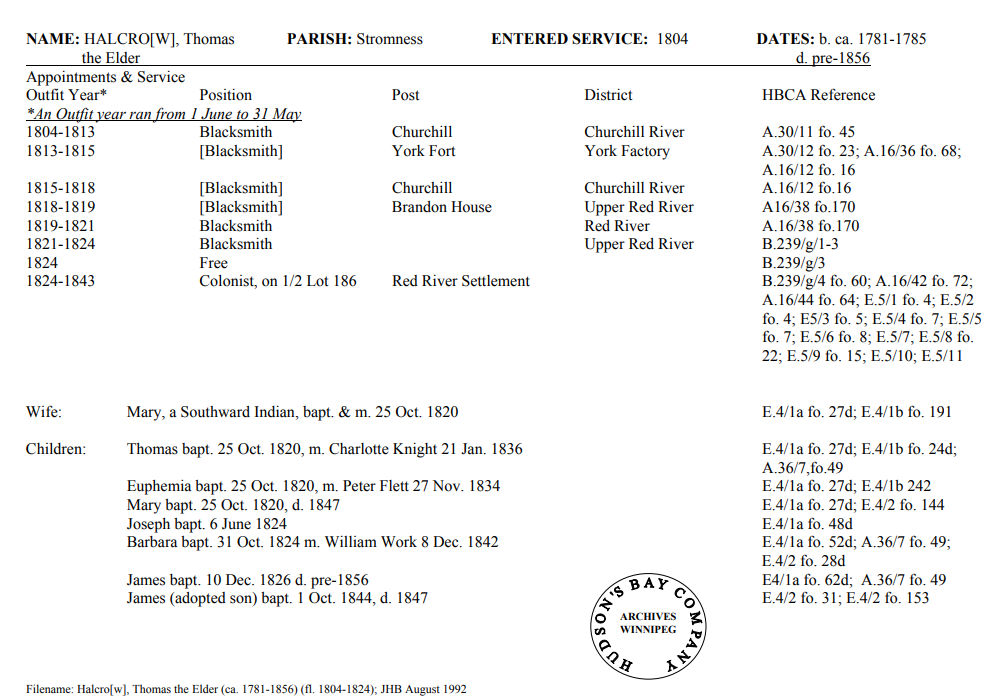 NAME: HALCRO[W], Thomas PARISH: Stromness ENTERED SERVICE: 1804 DATES: b. ca. 1781-1785
the Elder d. pre-1856
Appointments & Service
Outfit Year* Position Post District HBCA Reference
*An Outfit year ran from 1 June to 31 May
1804-1813 Blacksmith Churchill Churchill River A.30/11 fo. 45
1813-1815 [Blacksmith] York Fort York Factory A.30/12 fo. 23; A.16/36 fo. 68;
A.16/12 fo. 16
1815-1818 [Blacksmith] Churchill Churchill River A.16/12 fo.16
1818-1819 [Blacksmith] Brandon House Upper Red River A16/38 fo.170
1819-1821 Blacksmith Red River A.16/38 fo.170
1821-1824 Blacksmith Upper Red River B.239/g/1-3
1824 Free B.239/g/3
1824-1843 Colonist, on 1/2 Lot 186 Red River Settlement B.239/g/4 fo. 60; A.16/42 fo. 72;
A.16/44 fo. 64; E.5/1 fo. 4; E.5/2
fo. 4; E5/3 fo. 5; E.5/4 fo. 7; E.5/5
fo. 7; E.5/6 fo. 8; E.5/7; E.5/8 fo.
22; E.5/9 fo. 15; E.5/10; E.5/11
Wife: Mary, a Southward Indian, bapt. & m. 25 Oct. 1820 E.4/1a fo. 27d; E.4/1b fo. 191
Children: Thomas bapt. 25 Oct. 1820, m. Charlotte Knight 21 Jan. 1836 E.4/1a fo. 27d; E.4/1b fo. 24d;
A.36/7,fo.49
Euphemia bapt. 25 Oct. 1820, m. Peter Flett 27 Nov. 1834 E.4/1a fo. 27d; E.4/1b 242
Mary bapt. 25 Oct. 1820, d. 1847 E.4/1a fo. 27d; E.4/2 fo. 144
Joseph bapt. 6 June 1824 E.4/1a fo. 48d
Barbara bapt. 31 Oct. 1824 m. William Work 8 Dec. 1842 E.4/1a fo. 52d; A.36/7 fo. 49;
E.4/2 fo. 28d
James bapt. 10 Dec. 1826 d. pre-1856 E4/1a fo. 62d; A.36/7 fo. 49
James (adopted son) bapt. 1 Oct. 1844, d. 1847 E.4/2 fo. 31; E.4/2 fo. 153
HUDSON'S BAY COMPANY
ARCHIVES
WINNIPEG
Filename: Halcro[w], Thomas the Elder (ca. 1781-1856) (fl. 1804-1824); JHB August 1992